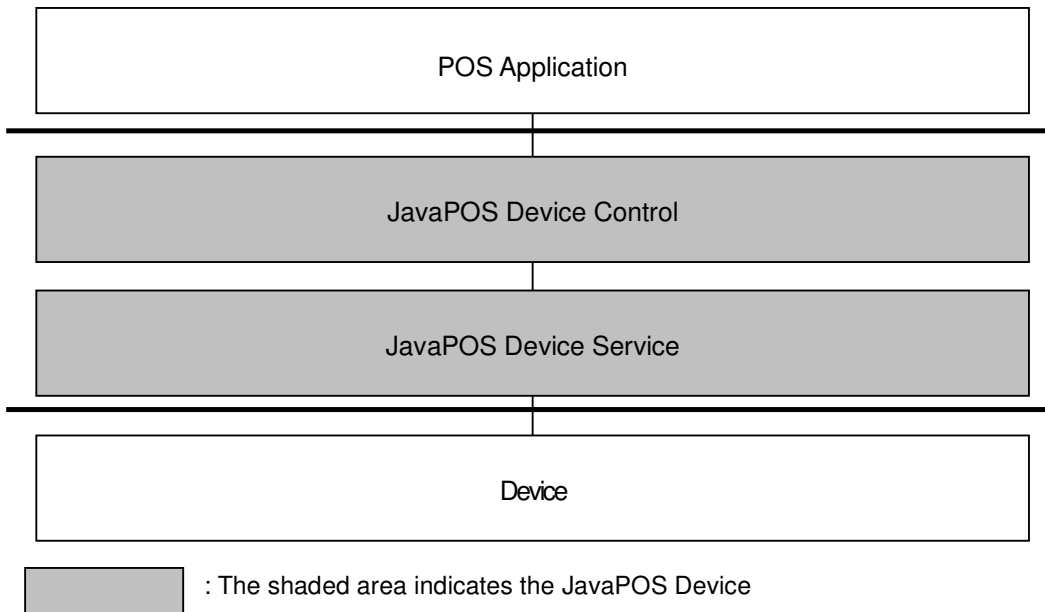 POS Application
JavaPOS Device Control
JavaPOS Device Service
Device
: The shaded area indicates the JavaPOS Device